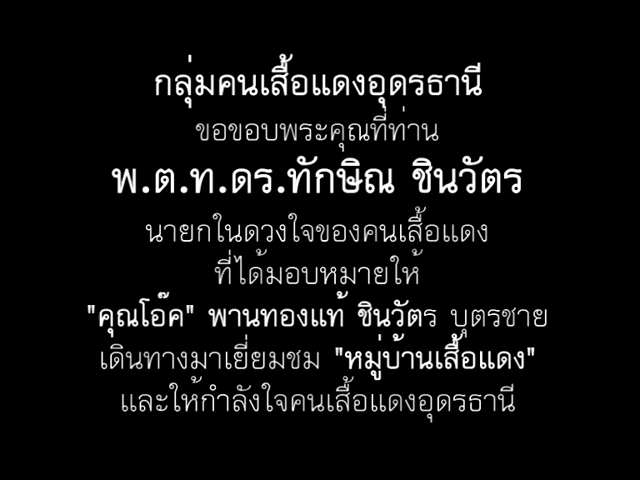 กลุ่มคนเสื้อแดงอุดรธานี
ขอขอบพระคุณที่ท่าน
พ.ต.ท.ดร.ทักษิณ ชินวัตร
นายกในดวงใจของคนเสื้อแดง
ที่ได้มอบหมายให้
"คุณโอ๊ค" พานทองแท้ ชินวัตร บุตรชาย
เดินทางมาเยี่ยมชม "หมู่บ้านเสื้อแดง"
และให้กำลังใจคนเสื้อแดงอุดรธานี